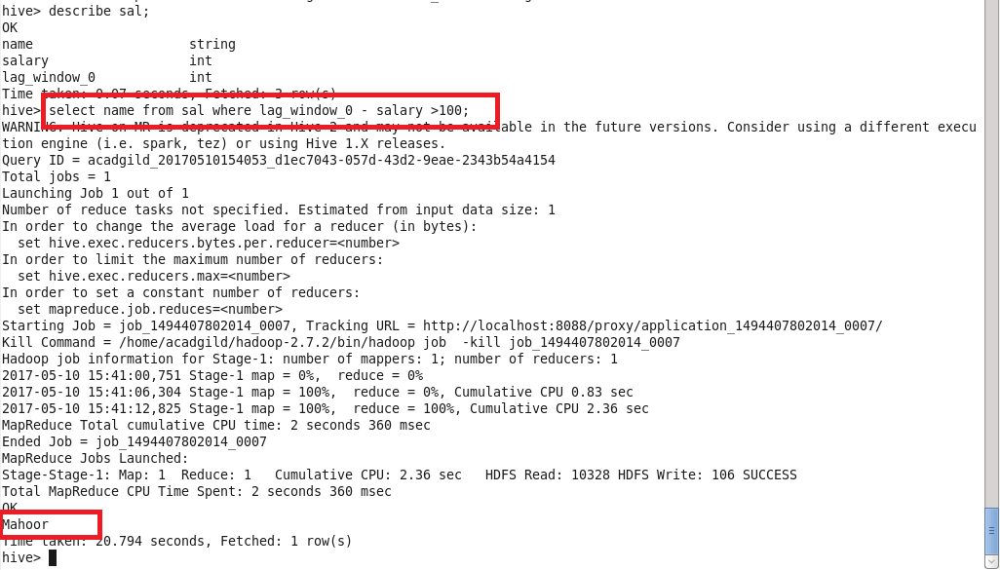 hive> describe sal;
OK
name string
salary int
lag_window_0 int
Time taken: 0.07 seconds, Fetched: 3 row(s)
hive> select name from sal where lag_window_0 - salary >100;
WARNING: Hive-on-MR is deprecated in Hive 2 and may not be available in the future versions. Consider using a different execu
tion engine (i.e. spark, tez) or using Hive 1.X releases.
Query ID = acadgild_20170510154053_d1ec7043-057d-43d2-9eae-2343b54a4154
Total jobs = 1
Launching Job 1 out of 1
Number of reduce tasks not specified. Estimated from input data size: 1
In order to change the average load for a reducer (in bytes):
  set hive.exec.reducers.bytes.per.reducer=<number>
In order to limit the maximum number of reducers:
  set hive.exec.reducers.max=<number>
In order to set a constant number of reducers:
  set mapreduce.job.reduces=<number>
Starting Job = job_1494407802014_0007, Tracking URL = http://localhost:8088/proxy/application_1494407802014_0007/
Kill Command = /home/acadgild/hadoop-2.7.2/bin/hadoop job  -kill job_1494407802014_0007
Hadoop job information for Stage-1: number of mappers: 1; number of reducers: 1
2017-05-10 15:41:00,751 Stage-1 map = 0%,  reduce = 0%
2017-05-10 15:41:06,304 Stage-1 map = 100%,  reduce = 0%, Cumulative CPU 0.83 sec
2017-05-10 15:41:12,825 Stage-1 map = 100%,  reduce = 100%, Cumulative CPU 2.36 sec
MapReduce Total cumulative CPU time: 2 seconds 360 msec
Ended Job = job_1494407802014_0007
MapReduce Jobs Launched:
Stage-Stage-1: Map: 1  Reduce: 1   Cumulative CPU: 2.36 sec   HDFS Read: 10328 HDFS Write: 106 SUCCESS
Total MapReduce CPU Time Spent: 2 seconds 360 msec
OK
Mahoor
Time taken: 20.794 seconds, Fetched: 1 row(s)
hive>